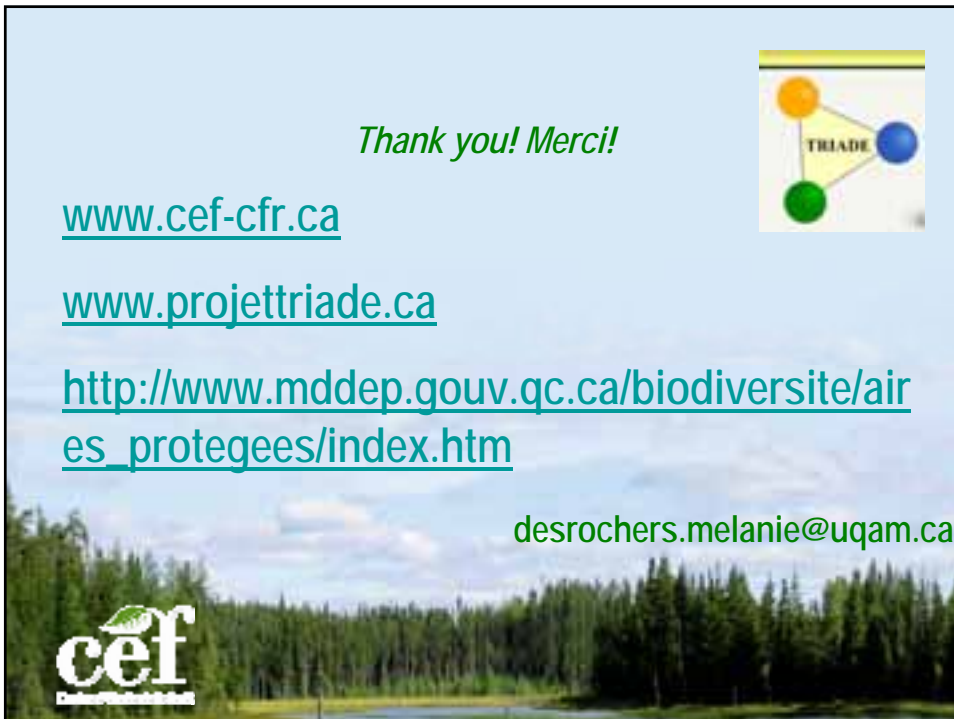 Thank you! Merci!
TRIADE
www.cef-cfr.ca
www.projettriade.ca
http://www.mddep.gouv.qc.ca/biodiversite/air
es_protegees/index.htm
desrochers.melanie@uqam.ca
cef